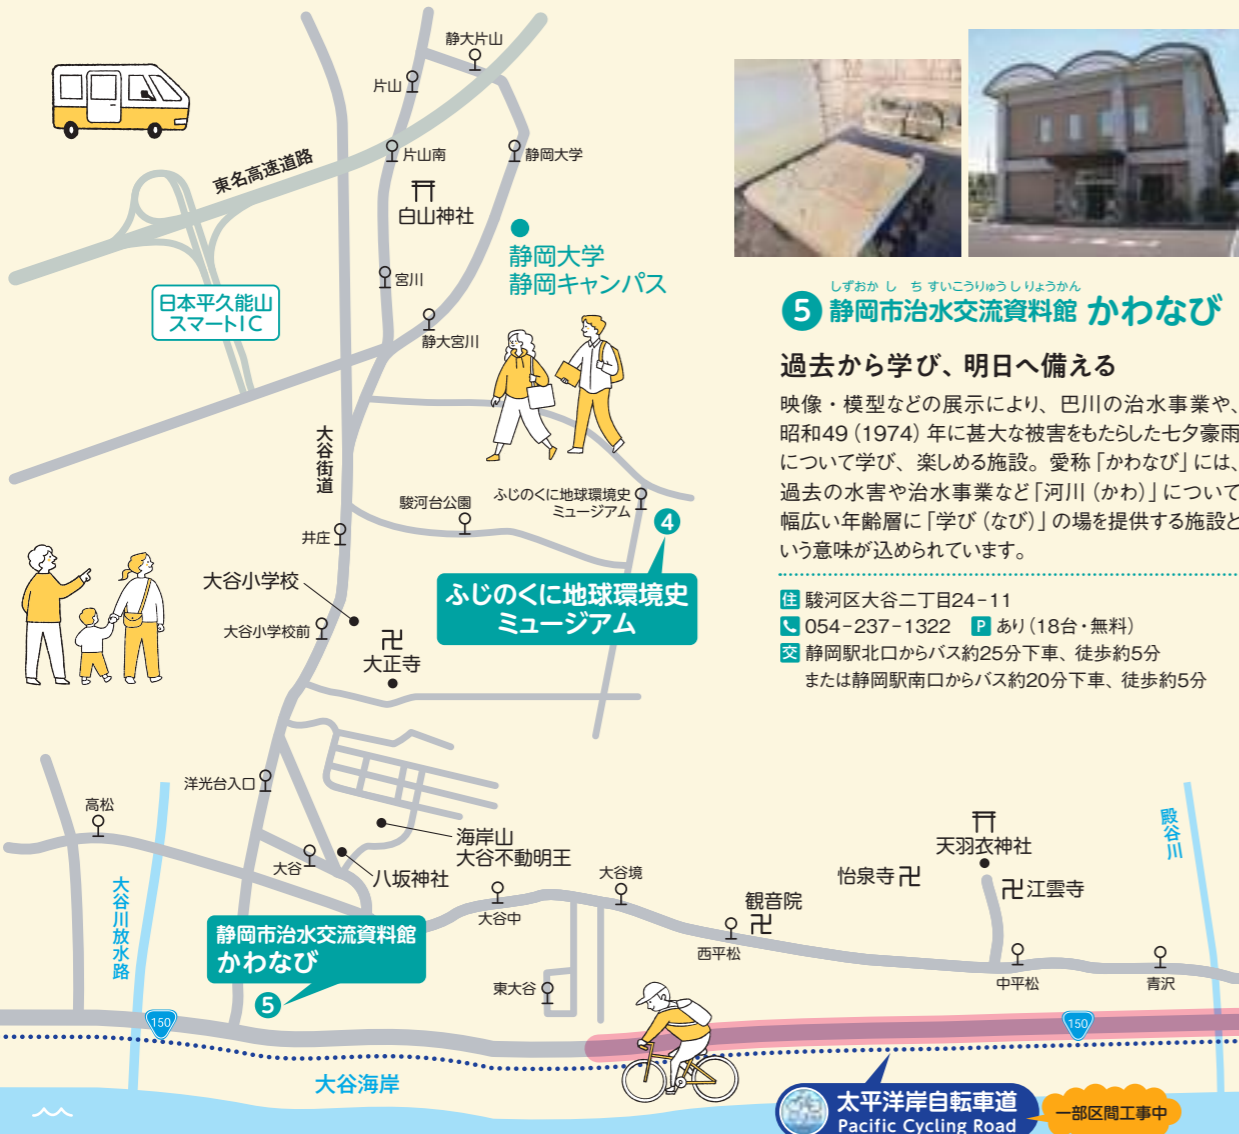 静大片山
片山
東名高速道路
片山南
静岡大学
白山神社
静岡大学
静岡キャンパス
宮川
日本平久能山
スマートIC
静大宮川
大谷街道
駿河台公園
ふじのくに地球環境史
ミュージアム
4
井庄
ふじのくに地球環境史
ミュージアム
大谷小学校
大谷小学校前
大正寺
洋光台入口
高松
大谷
海岸山
大谷不動明王
八坂神社
大谷中
大谷境
観音院
西平松
怡泉寺
天羽衣神社
江雲寺
中平松
青沢
殿谷川
大谷川放水路
静岡市治水交流資料館
かわなび
5
東大谷
150
150
大谷海岸
太平洋岸自転車道
Pacific Cycling Road
一部区間工事中
しずおかしちすいこうりゅうしりょうかん
5 静岡市治水交流資料館 かわなび
過去から学び、明日へ備える
映像・模型などの展示により、巴川の治水事業や、
昭和49（1974）年に甚大な被害をもたらした七夕豪雨
について学び、楽しめる施設。愛称「かわなび」には、
過去の水害や治水事業など「河川（かわ）」について
幅広い年齢層に「学び（なび）」の場を提供する施設と
いう意味が込められています。
住 駿河区大谷二丁目24-11
054-237-1322 P あり（18台・無料）
交 静岡駅北口からバス約25分下車、徒歩約5分
または静岡駅南口からバス約20分下車、徒歩約5分